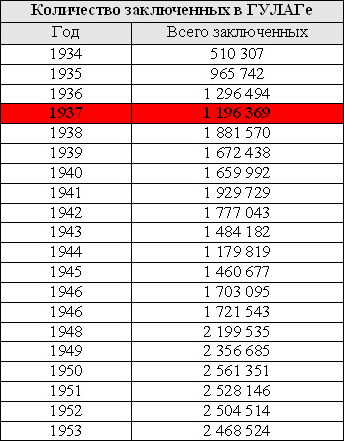 Количество заключенных в ГУЛАГе
Год Всего заключенных
1934 510 307
1935 965 742
1936 1 296 494
1937 1 196 369
1938 1 881 570
1939 1 672 438
1940 1 659 992
1941 1 929 729
1942 1 777 043
1943 1 484 182
1944 1 179 819
1945 1 460 677
1946 1 703 095
1946 1 721 543
1948 2 199 535
1949 2 356 685
1950 2 561 351
1951 2 528 146
1952 2 504 514
1953 2 468 524